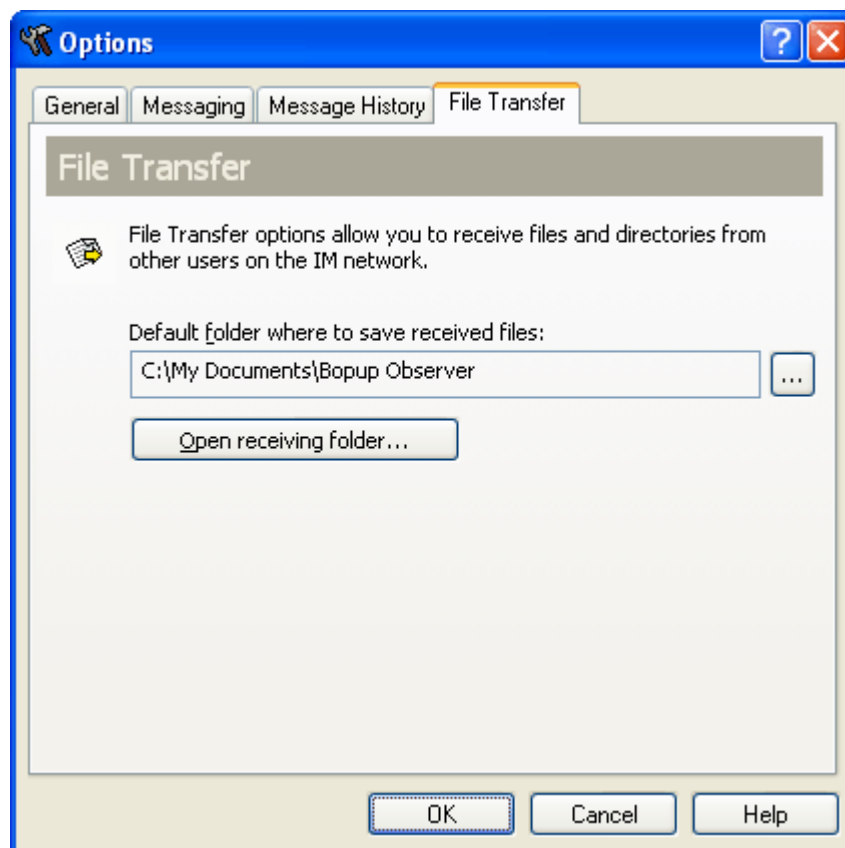 Options
General Messaging Message History File Transfer
File Transfer
File Transfer options allow you to receive files and directories from
other users on the IM network.
Default folder where to save received files:
C:\My Documents\Bopup Observer
...
Open receiving folder...
OK Cancel Help